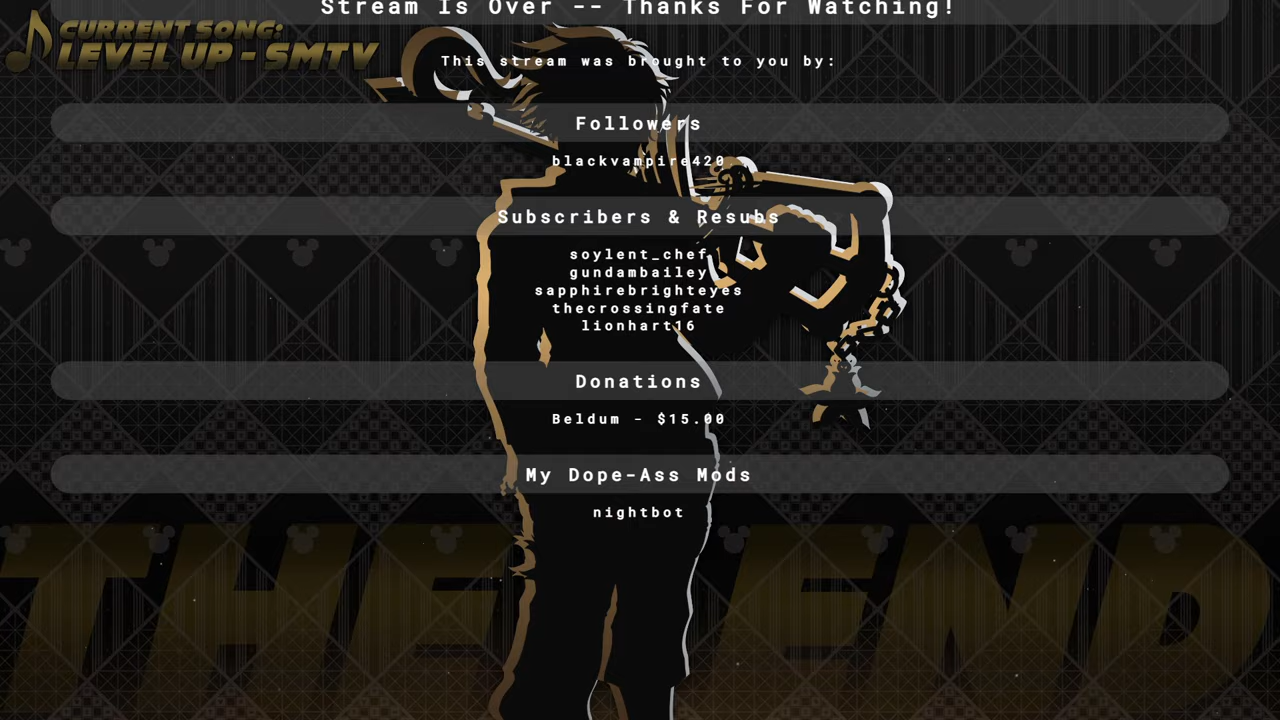 Stream Is Over -- Thanks For Watching!
CURRENT SONG:
LEVEL UP - SMTV
This stream was brought to you by:
Followers
blackvampire420
Subscribers & Resubs
soylent_chef
gundambailey
sapphirebrighteyes
thecrossingfate
lionhart16
Donations
Beldum - $15.00
My Dope-Ass Mods
nightbot
THE END